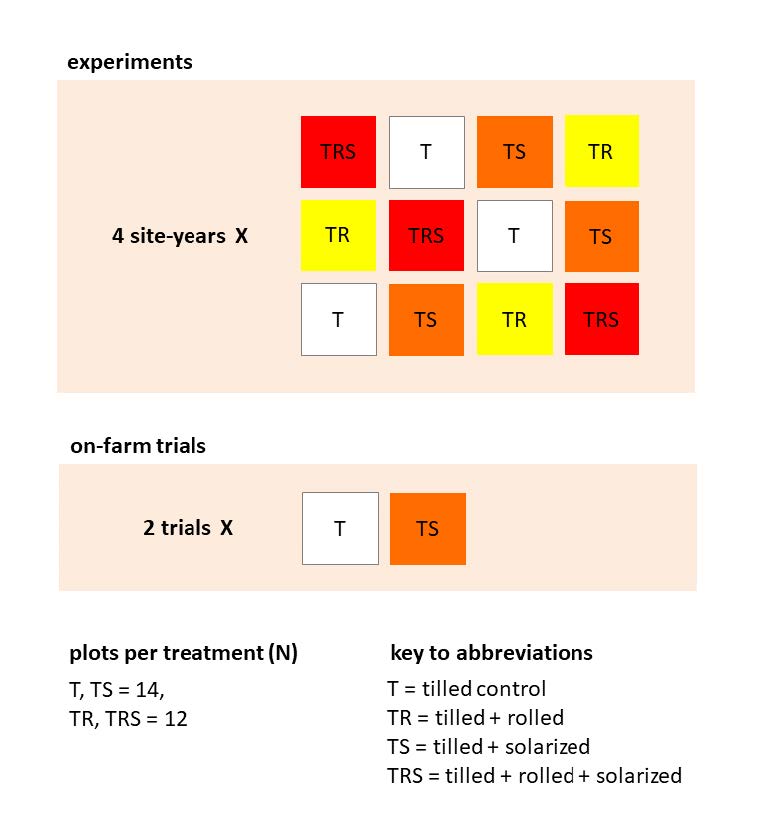 experiments
TRS T TS TR
4 site-years X TR TRS T TS
T TS TR TRS
on-farm trials
2 trials X T TS
plots per treatment (N)
T, TS = 14,
TR, TRS = 12
key to abbreviations
T = tilled control
TR = tilled + rolled
TS = tilled + solarized
TRS = tilled + rolled + solarized